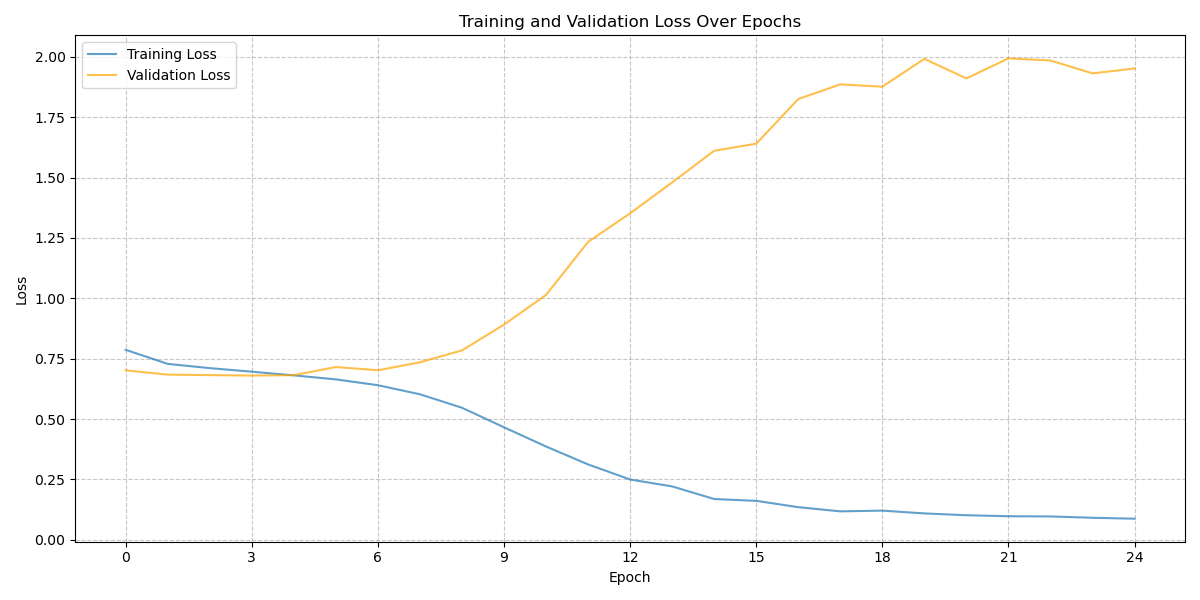 Training and Validation Loss Over Epochs
Training Loss
Validation Loss
2.00
1.75
1.50
1.25
1.00
0.75
0.50
0.25
0.00
Loss
0 3 6 9 12 15 18 21 24
Epoch